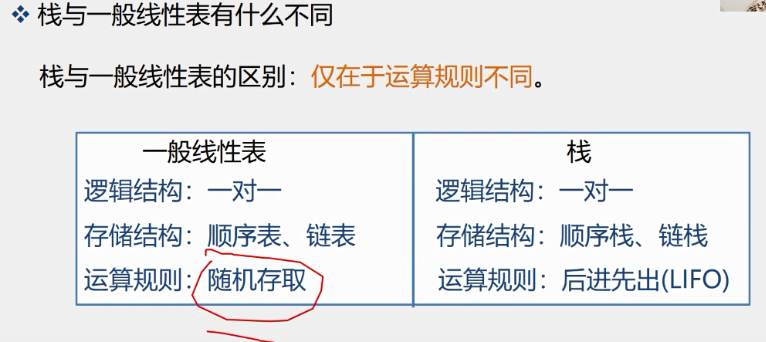 ❖ 栈与一般线性表有什么不同
栈与一般线性表的区别：仅在于运算规则不同。
一般线性表
逻辑结构：一对一
存储结构：顺序表、链表
运算规则：随机存取
栈
逻辑结构：一对一
存储结构：顺序栈、链栈
运算规则：后进先出(LIFO)